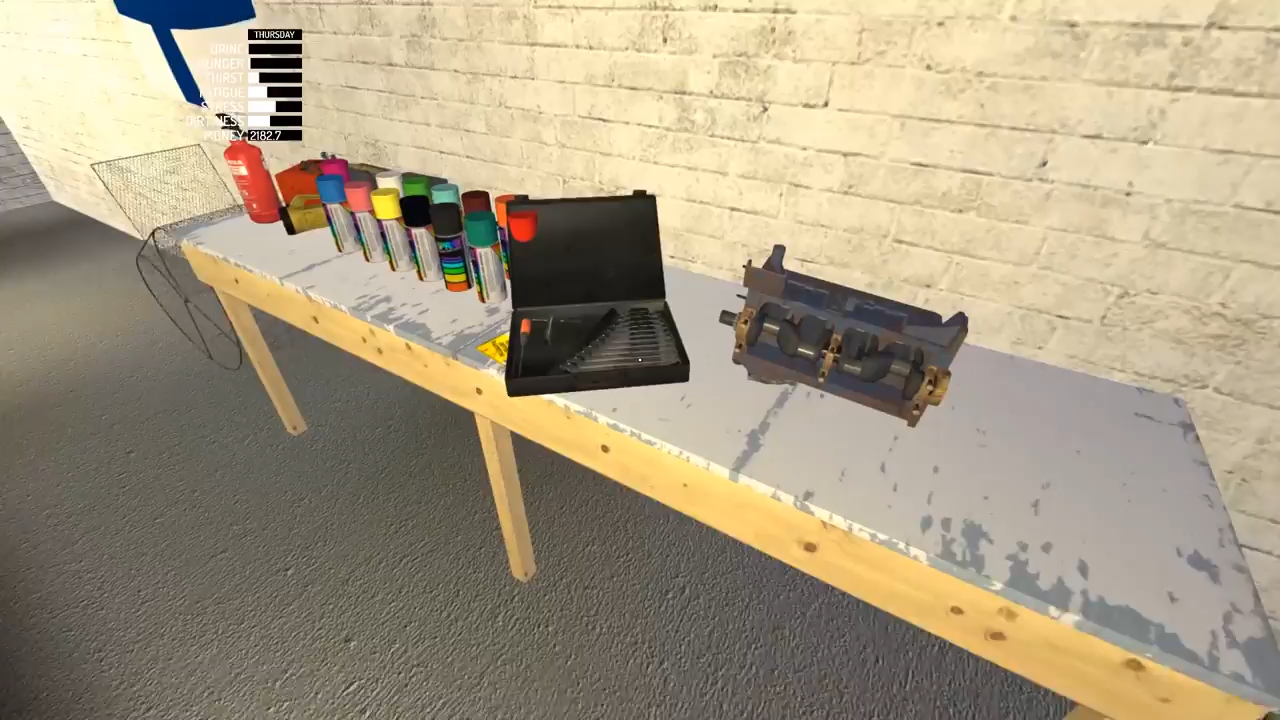 THURSDAY
URINE
HUNGER
THIRST
FATIGUE
STRESS
DIRTINESS
MONEY 2182.7